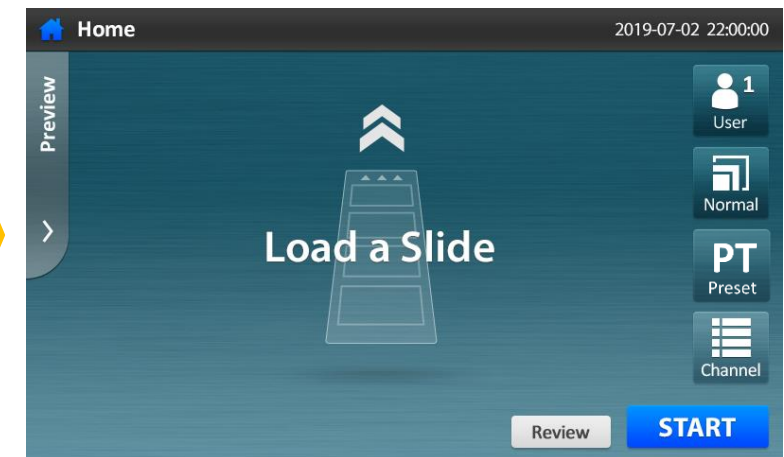 Home
2019-07-02 22:00:00
Preview
1
User
Normal
Load a Slide
PT
Preset
Channel
Review
START